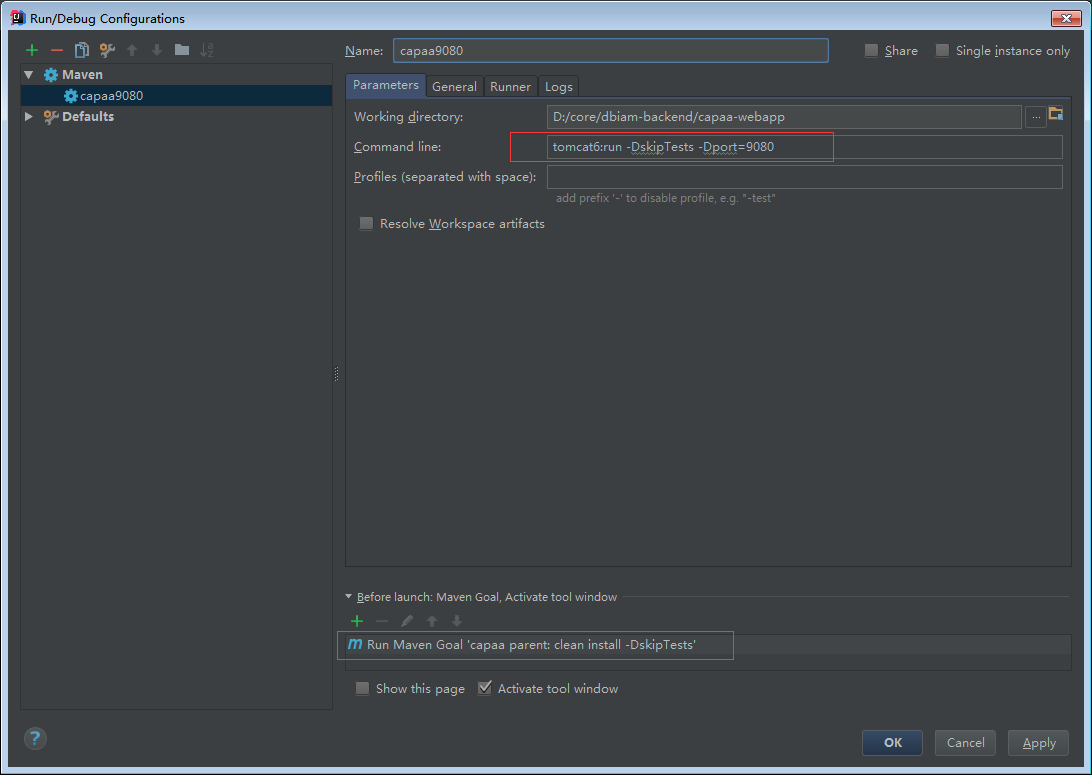 Run/Debug Configurations
Name: capaa9080
Share
Single instance only
Maven
capaa9080
Defaults
Parameters General Runner Logs
Working directory: D:/core/dbiam-backend/capaa-webapp ...
Command line: tomcat6:run -DskipTests -Dport=9080
Profiles (separated with space):
add prefix '-' to disable profile, e.g. "-test"
Resolve Workspace artifacts
Before launch: Maven Goal, Activate tool window
m Run Maven Goal 'capaa parent: clean install -DskipTests'
Show this page Activate tool window
? OK Cancel Apply